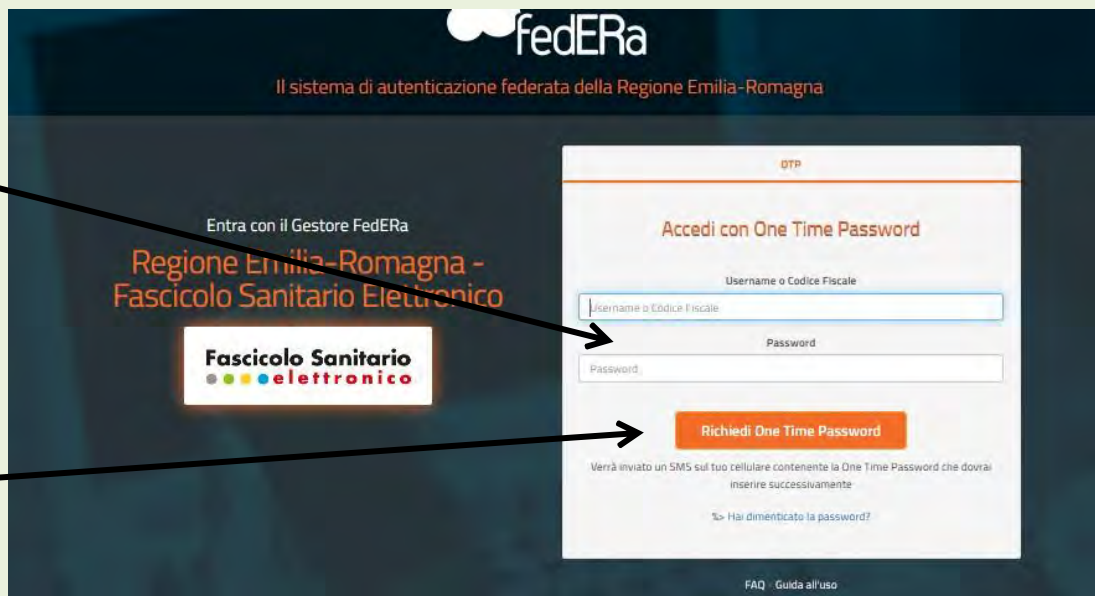 fedERa
Il sistema di autenticazione federata della Regione Emilia-Romagna
Entra con il Gestore FedERa
Regione Emilia-Romagna -
Fascicolo Sanitario Elettronico
Fascicolo Sanitario
elettronico
OTP
Accedi con One Time Password
Username o Codice Fiscale
Username o Codice Fiscale
Password
Password
Richiedi One Time Password
Verrà inviato un SMS sul tuo cellulare contenente la One Time Password che dovrai
inserire successivamente
%> Hai dimenticato la password?
FAQ - Guida all'uso